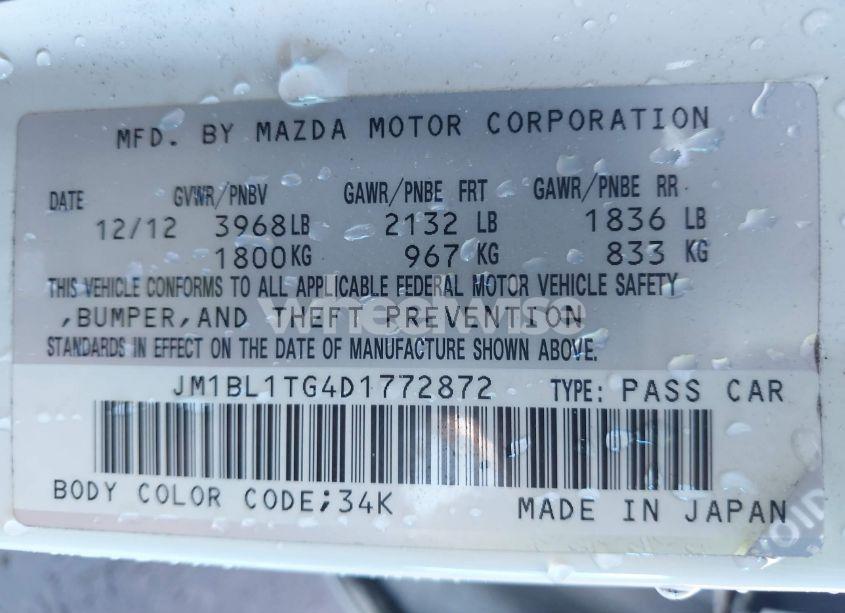 MFD. BY MAZDA MOTOR CORPORATION
DATE GVWR/PNBV GAWR/PNBE FRT GAWR/PNBE RR
12/12 3968LB 2132 LB 1836 LB
1800KG 967 KG 833 KG
THIS VEHICLE CONFORMS TO ALL APPLICABLE FEDERAL MOTOR VEHICLE SAFETY
,BUMPER,AND THEFT PREVENTION
wheelwise
STANDARDS IN EFFECT ON THE DATE OF MANUFACTURE SHOWN ABOVE.
JM1BL1TG4D1772872 TYPE: PASS CAR
BODY COLOR CODE;34K MADE IN JAPAN
VOID